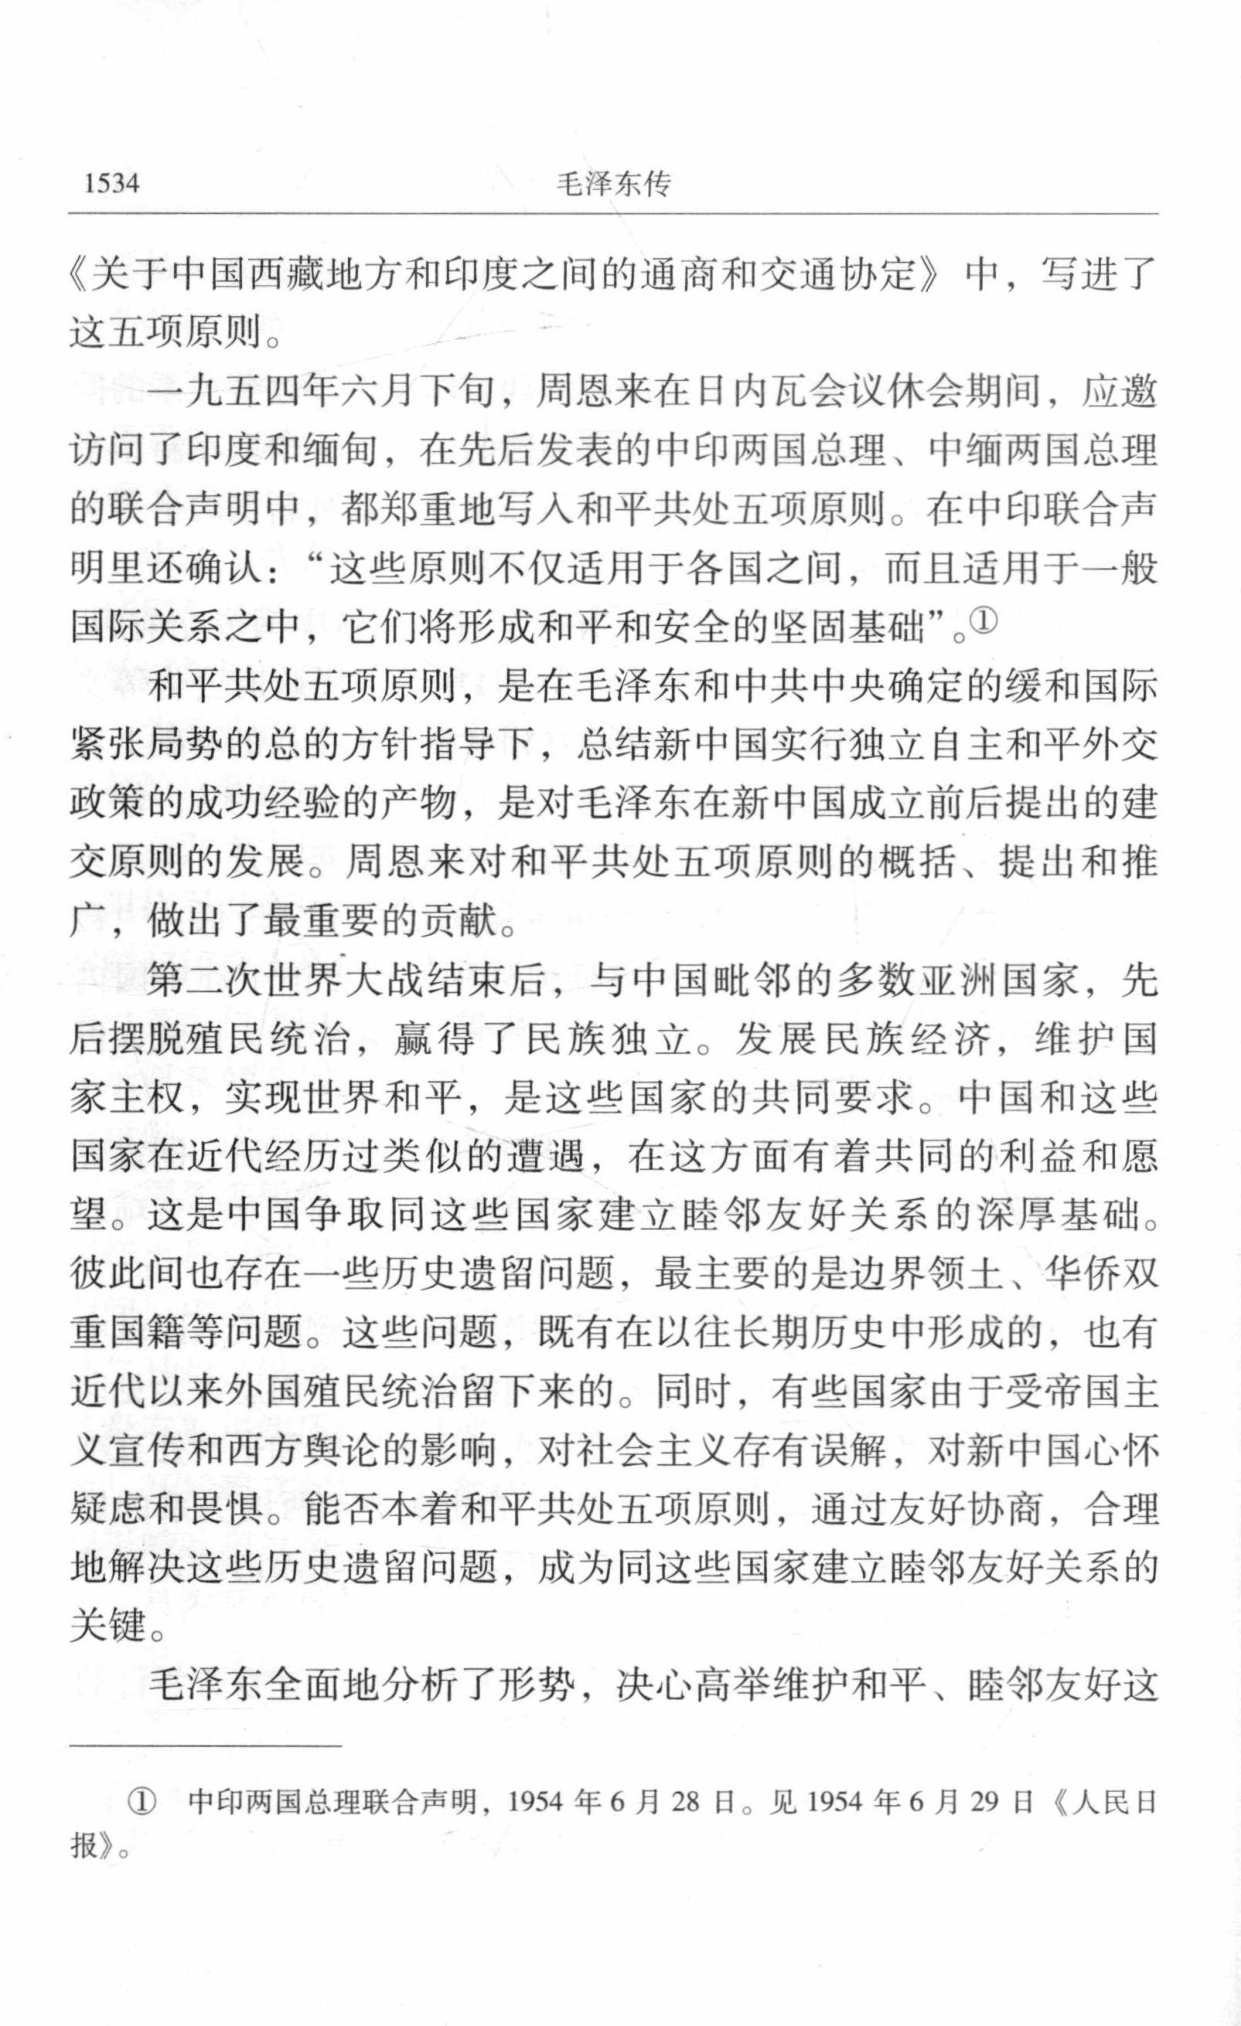 1534
毛泽东传
《关于中国西藏地方和印度之间的通商和交通协定》中，写进了
这五项原则。
一九五四年六月下旬，周恩来在日内瓦会议休会期间，应邀
访问了印度和缅甸，在先后发表的中印两国总理、中缅两国总理
的联合声明中，都郑重地写入和平共处五项原则。在中印联合声
明里还确认：“这些原则不仅适用于各国之间，而且适用于一般
国际关系之中，它们将形成和平和安全的坚固基础”。①
和平共处五项原则，是在毛泽东和中共中央确定的缓和国际
紧张局势的总的方针指导下，总结新中国实行独立自主和平外交
政策的成功经验的产物，是对毛泽东在新中国成立前后提出的建
交原则的发展。周恩来对和平共处五项原则的概括、提出和推
广，做出了最重要的贡献。
第二次世界大战结束后，与中国毗邻的多数亚洲国家，先
后摆脱殖民统治，赢得了民族独立。发展民族经济，维护国
家主权，实现世界和平，是这些国家的共同要求。中国和这些
国家在近代经历过类似的遭遇，在这方面有着共同的利益和愿
望。这是中国争取同这些国家建立睦邻友好关系的深厚基础。
彼此间也存在一些历史遗留问题，最主要的是边界领土、华侨双
重国籍等问题。这些问题，既有在以往长期历史中形成的，也有
近代以来外国殖民统治留下来的。同时，有些国家由于受帝国主
义宣传和西方舆论的影响，对社会主义存有误解，对新中国心怀
疑虑和畏惧。能否本着和平共处五项原则，通过友好协商，合理
地解决这些历史遗留问题，成为同这些国家建立睦邻友好关系的
关键。
毛泽东全面地分析了形势，决心高举维护和平、睦邻友好这
① 中印两国总理联合声明，1954 年 6 月 28 日。见 1954 年 6 月 29 日《人民日
报》。